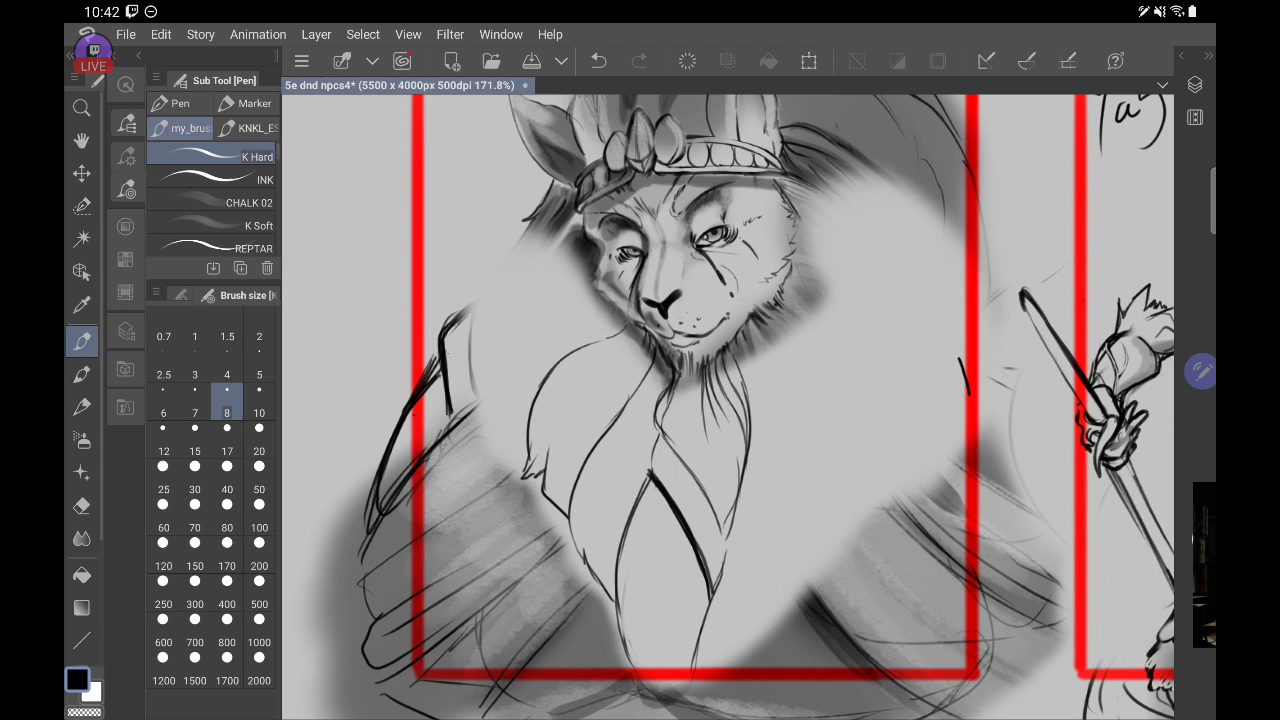 10:42
File Edit Story Animation Layer Select View Filter Window Help
LIVE
Sub Tool [Pen]
5e dnd npcs4* (5500 x 4000px 500dpi 171.8%)
Pen Marker
my_brus KNKL_ES
K Hard
INK
CHALK 02
K Soft
REPTAR
Brush size [K
0.7 1 1.5 2
2.5 3 4 5
6 7 8 10
12 15 17 20
25 30 40 50
60 70 80 100
120 150 170 200
250 300 400 500
600 700 800 1000
1200 1500 1700 2000